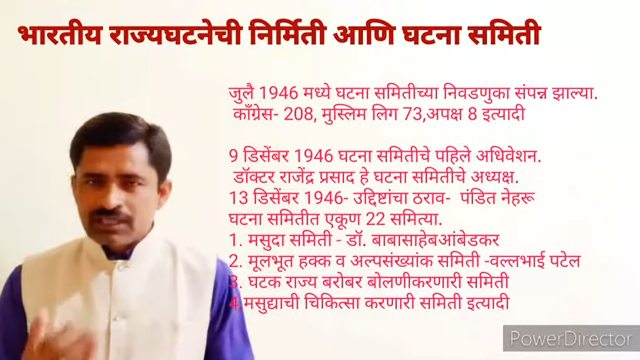 भारतीय राज्यघटनेची निर्मिती आणि घटना समिती
जुलै 1946 मध्ये घटना समितीच्या निवडणुका संपन्न झाल्या.
काँग्रेस- 208, मुस्लिम लिग 73,अपक्ष 8 इत्यादी
9 डिसेंबर 1946 घटना समितीचे पहिले अधिवेशन.
डॉक्टर राजेंद्र प्रसाद हे घटना समितीचे अध्यक्ष.
13 डिसेंबर 1946- उद्दिष्टांचा ठराव- पंडित नेहरू
घटना समितीत एकूण 22 समित्या.
1. मसुदा समिती - डॉ. बाबासाहेबआंबेडकर
2. मूलभूत हक्क व अल्पसंख्यांक समिती -वल्लभाई पटेल
3. घटक राज्य बरोबर बोलणीकरणारी समिती
4.मसुद्याची चिकित्सा करणारी समिती इत्यादी
PowerDirector